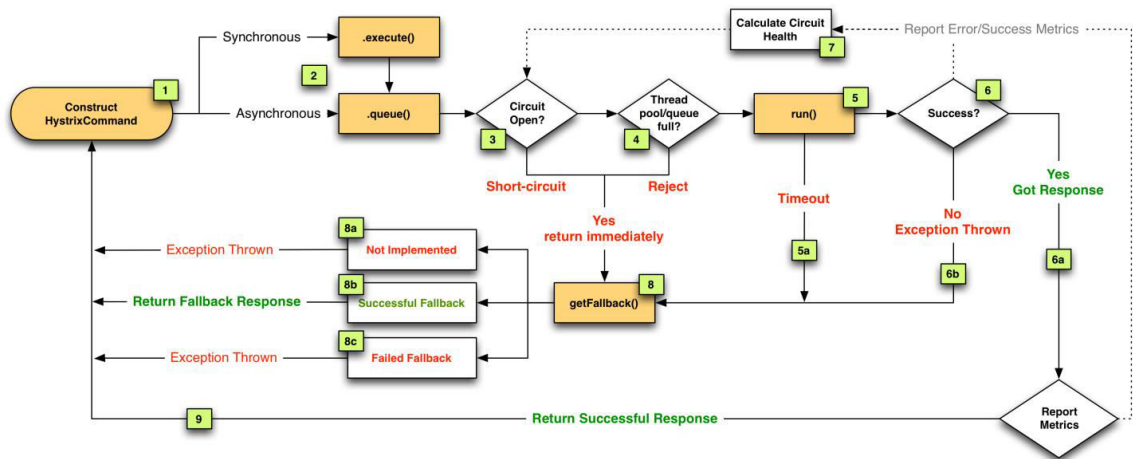 Calculate Circuit
Health
7
Report Error/Success Metrics
Synchronous
.execute()
1
2
5
6
Construct
HystrixCommand
Asynchronous
.queue()
Circuit
Open?
3
Thread
pool/queue
full?
4
run()
Success?
Short-circuit
Reject
Timeout
Yes
Got Response
Yes
return immediately
No
Exception Thrown
8a
Exception Thrown
Not Implemented
5a
6a
6b
8b
8
Return Fallback Response
Successful Fallback
getFallback()
8c
Exception Thrown
Failed Fallback
9
Return Successful Response
Report
Metrics